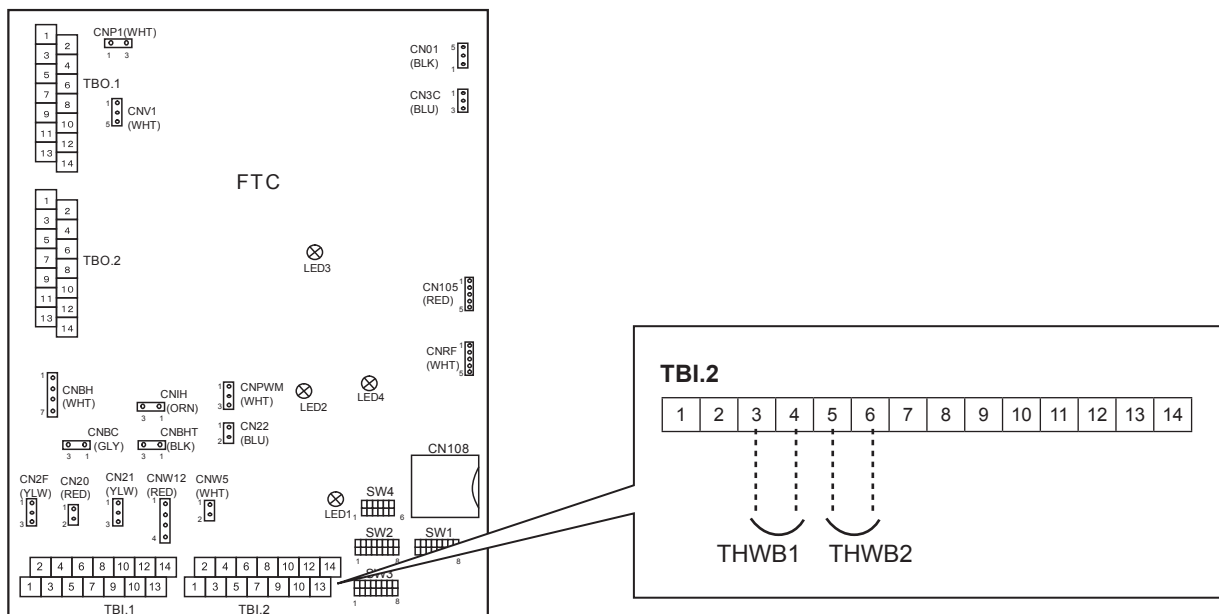 CNP1(WHT)
1 3
1
2
3
4
5
6
7
8
9
10
11
12
13
14
TBO.1
1
CNV1
5 (WHT)
5 CN01
(BLK)
1
CN3C 1
(BLU) 3
FTC
1
2
3
4
5
6
7
8
9
10
11
12
13
14
TBO.2
LED3
CN105 1
(RED)
5
CNRF 1
(WHT)
5
1
CNBH
(WHT)
7
CNIH
(ORN)
3 1
1 CNPWM
3 (WHT)
LED2
LED4
CNBC
(GLY)
3 1
CNBHT
(BLK)
3 1
1 CN22
2 (BLU)
CN108
CN2F
(YLW)
1
3
CN20
(RED)
1
2
CN21
(YLW)
1
3
CNW12
(RED)
1
4
CNW5
(WHT)
1
2
LED1
SW4
1 6
SW2
1 8
SW1
8
SW3
1 8
2 4 6 8 10 12 14
1 3 5 7 9 10 13
TBI.1
2 4 6 8 10 12 14
1 3 5 7 9 10 13
TBI.2
TBI.2
1 2 3 4 5 6 7 8 9 10 11 12 13 14
THWB1 THWB2